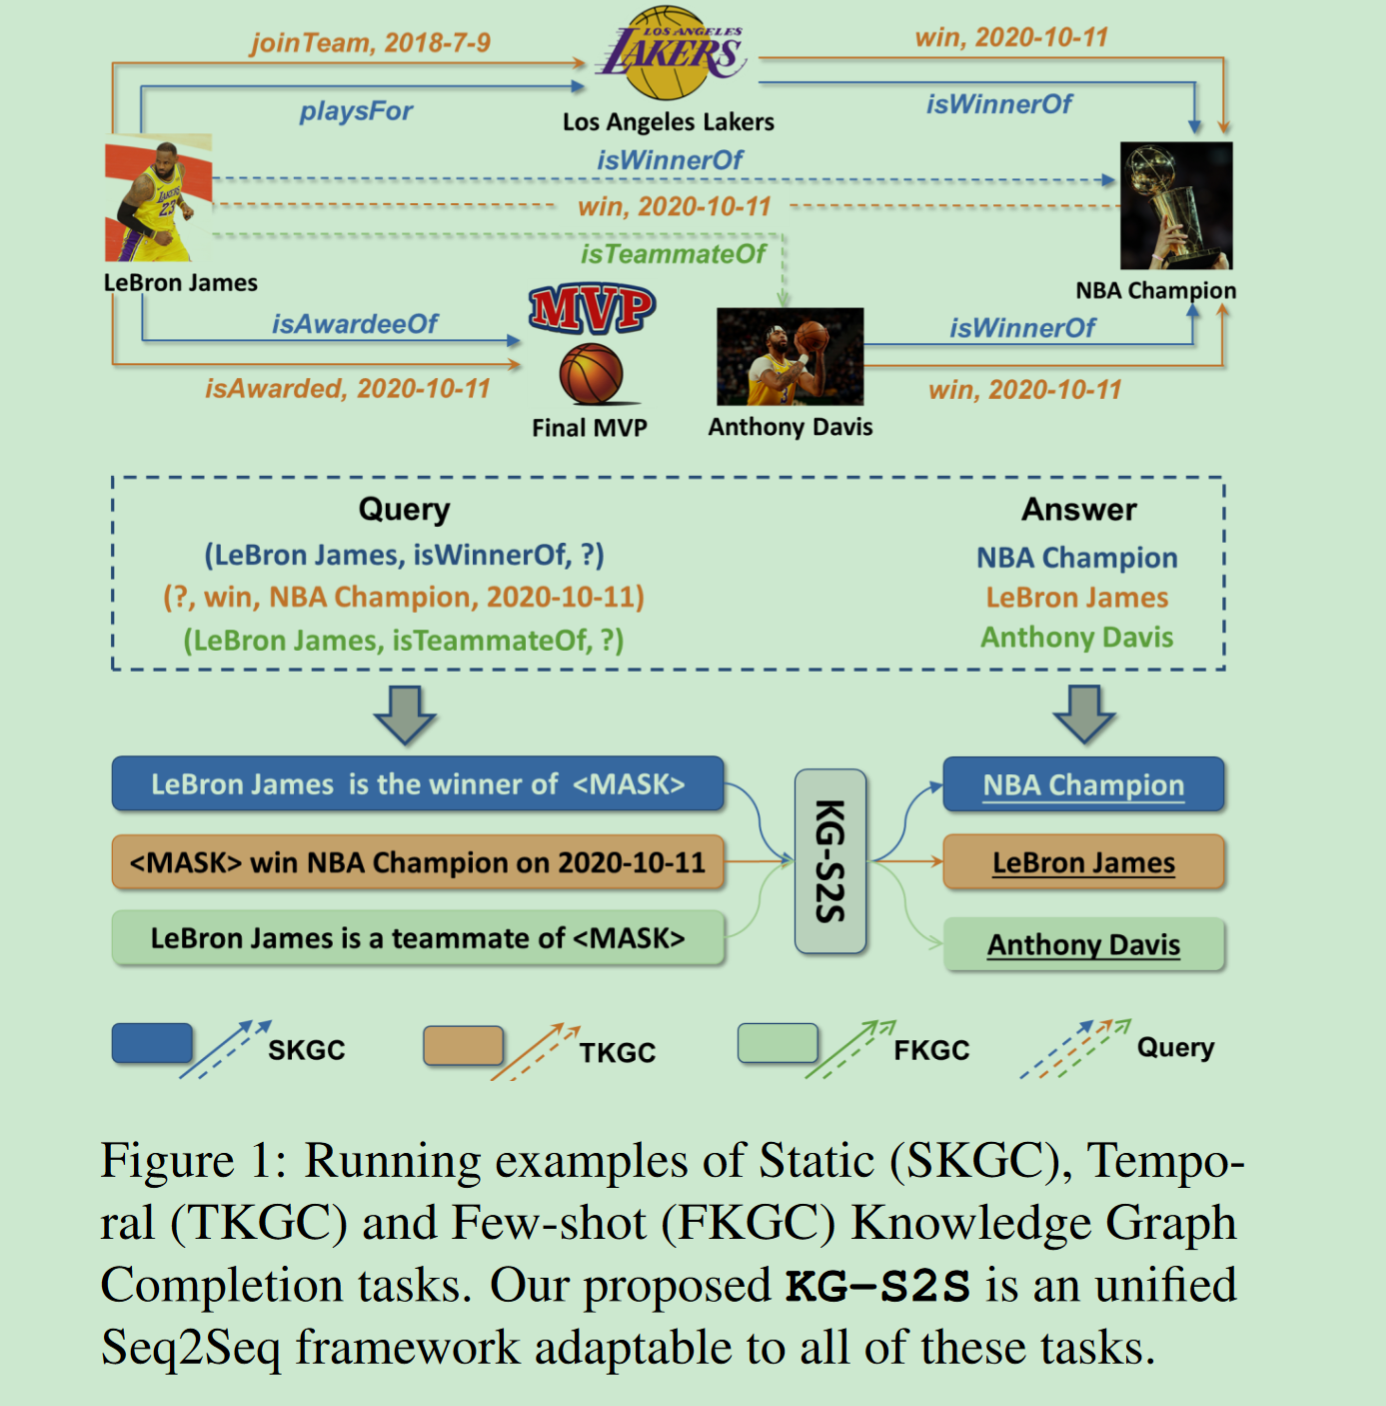 joinTeam, 2018-7-9
LOS ANGELES
LAKERS
win, 2020-10-11
playsFor
Los Angeles Lakers
isWinnerOf
isWinnerOf
LAKERS
23
win, 2020-10-11
isTeammateOf
LeBron James
NBA Champion
MVP
isAwardeeOf
isWinnerOf
isAwarded, 2020-10-11
win, 2020-10-11
3
Final MVP
Anthony Davis
Query
Answer
(LeBron James, isWinnerOf, ?)
NBA Champion
(?, win, NBA Champion, 2020-10-11)
LeBron James
(LeBron James, isTeammateOf, ?)
Anthony Davis
LeBron James is the winner of <MASK>
NBA Champion
KG-S2S
<MASK> win NBA Champion on 2020-10-11
LeBron James
LeBron James is a teammate of <MASK>
Anthony Davis
SKGC
TKGC
FKGC
Query
Figure 1: Running examples of Static (SKGC), Tempo-
ral (TKGC) and Few-shot (FKGC) Knowledge Graph
Completion tasks. Our proposed KG-S2S is an unified
Seq2Seq framework adaptable to all of these tasks.